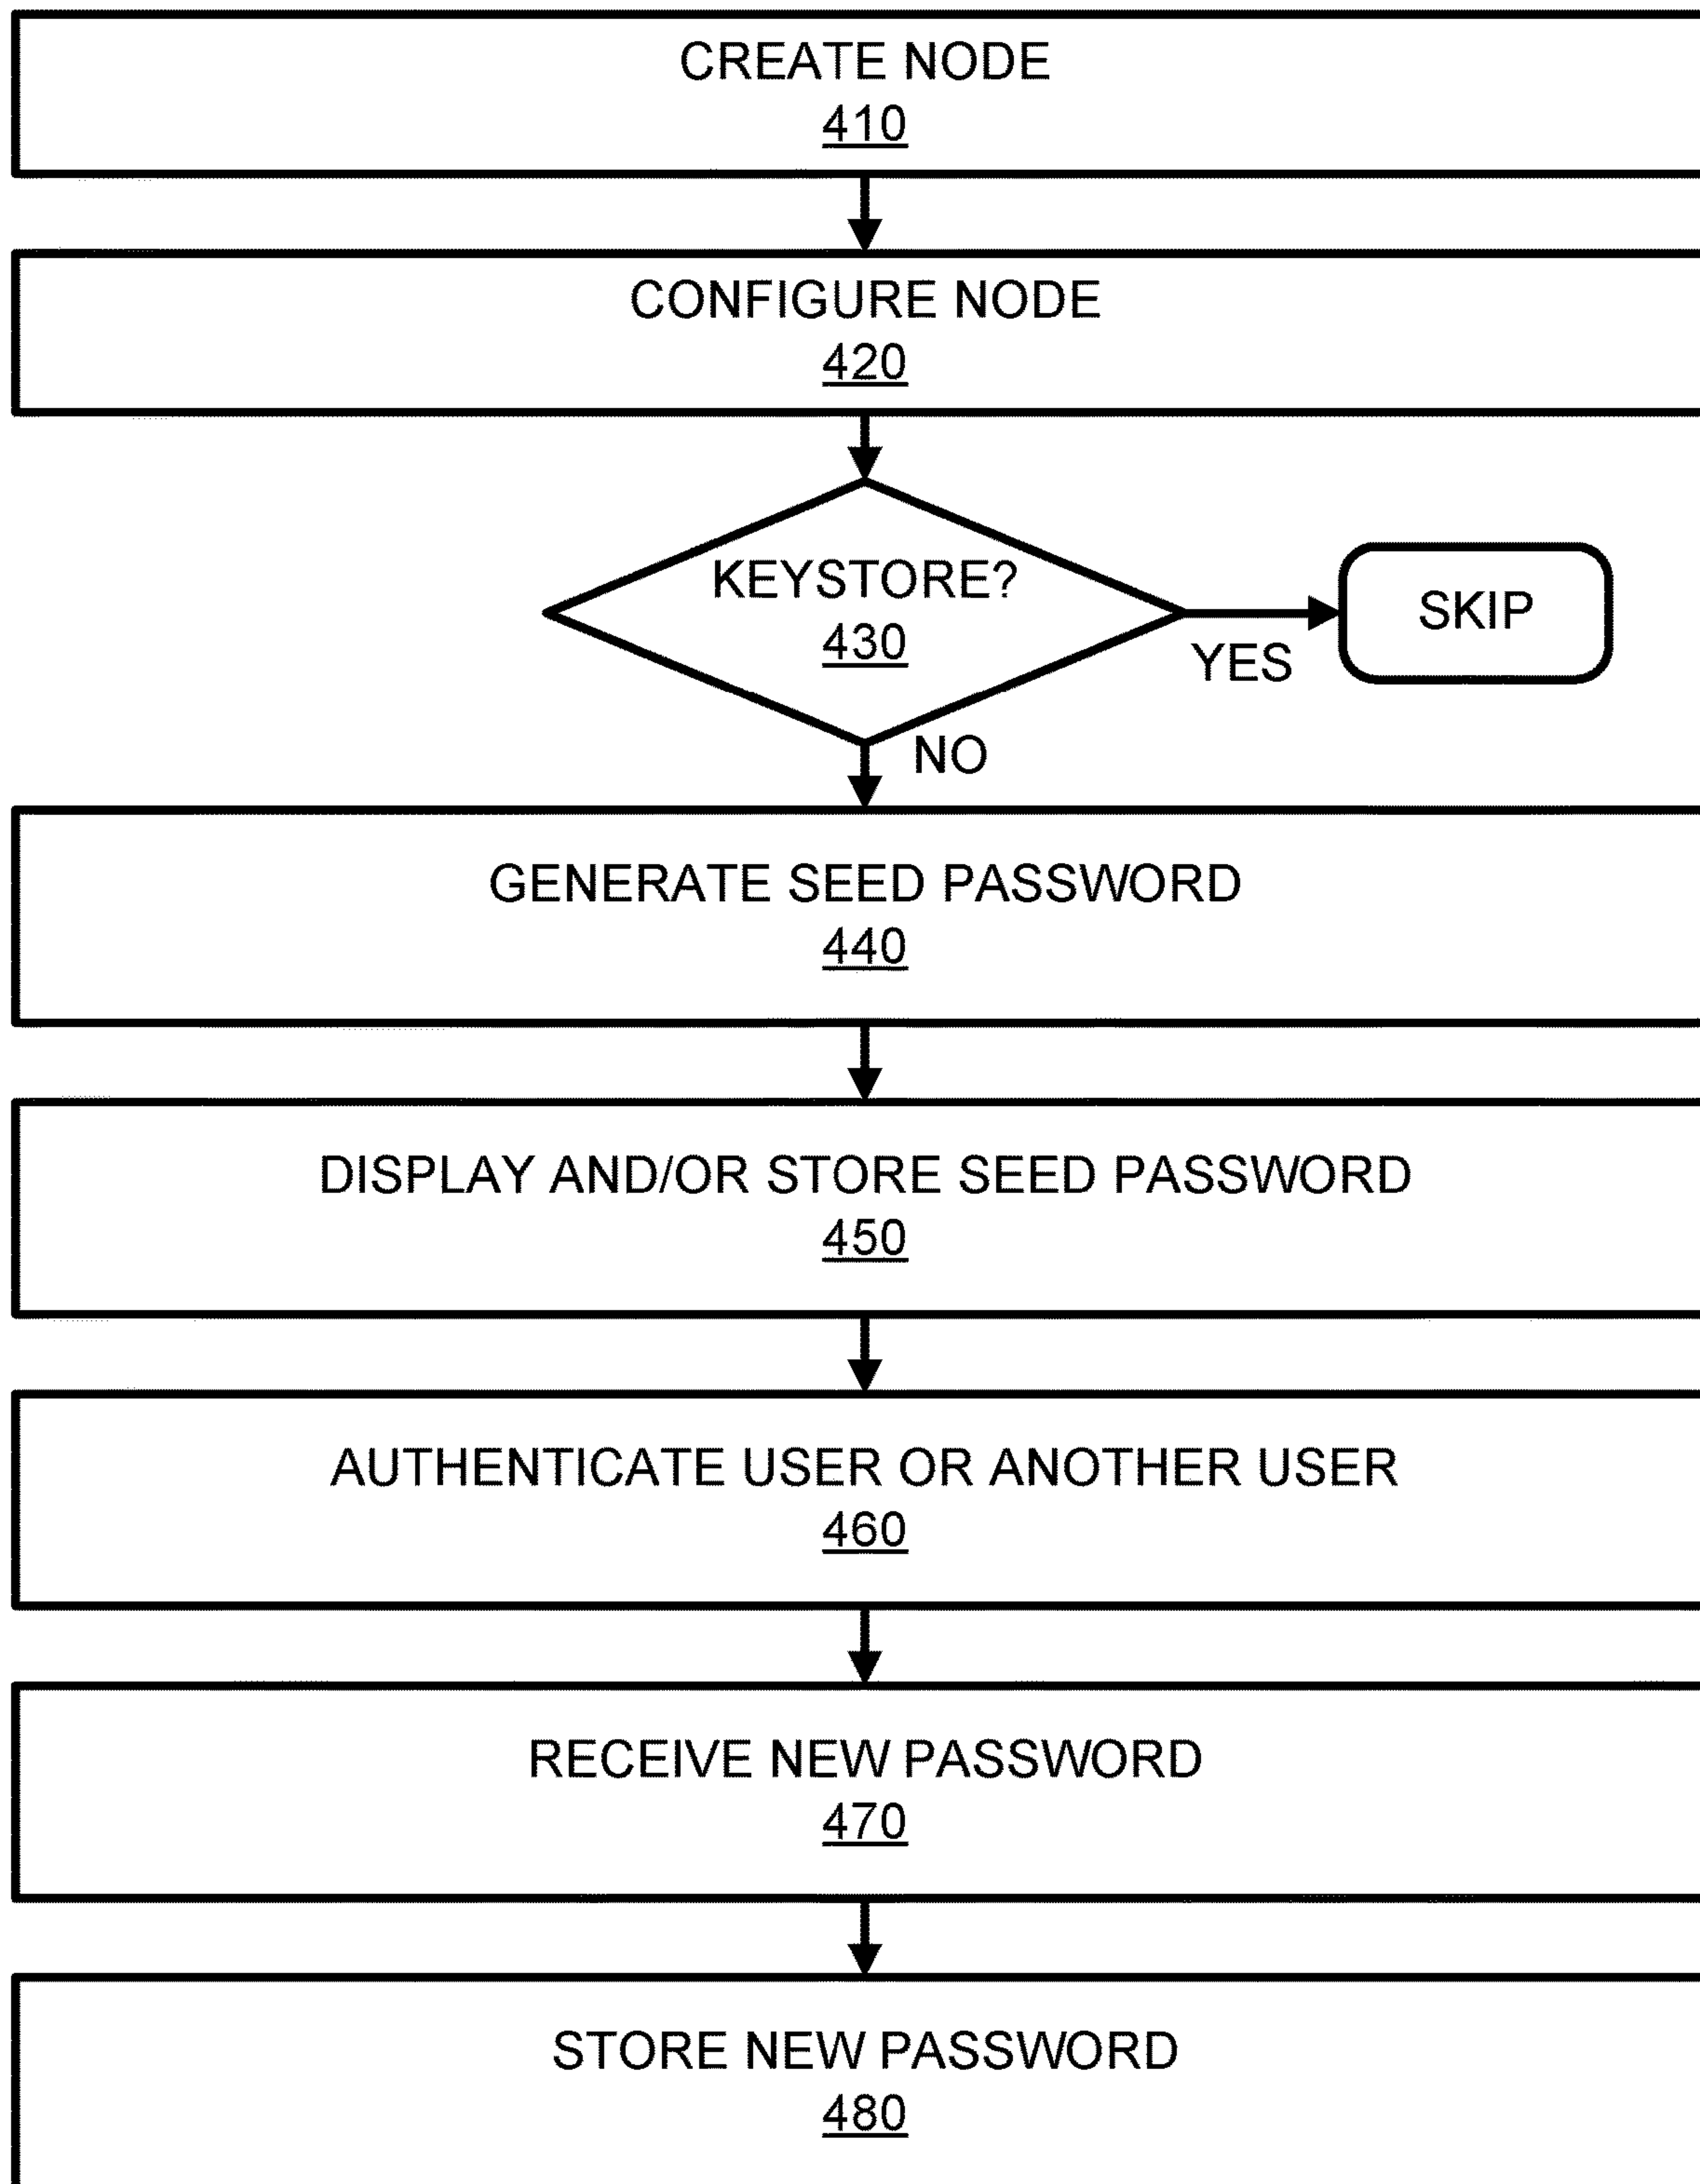 CREATE NODE
410
CONFIGURE NODE
420
KEYSTORE?
430
YES
SKIP
NO
GENERATE SEED PASSWORD
440
DISPLAY AND/OR STORE SEED PASSWORD
450
AUTHENTICATE USER OR ANOTHER USER
460
RECEIVE NEW PASSWORD
470
STORE NEW PASSWORD
480